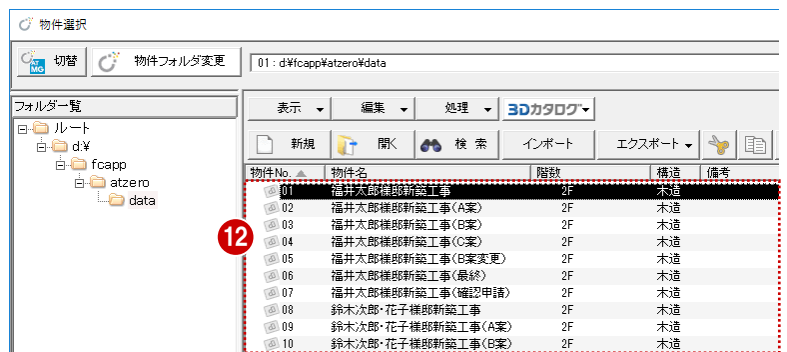 物件選択
AT MG 切替 物件フォルダ変更 01 : d:¥fcapp¥atzero¥data
フォルダ一覧
ルート
d:¥
fcapp
atzero
data
表示 編集 処理 3Dカタログ
新規 開く 検索 インポート エクスポート
物件No. 物件名 階数 構造 備考
12
01 福井太郎様邸新築工事 2F 木造
02 福井太郎様邸新築工事(A案) 2F 木造
03 福井太郎様邸新築工事(B案) 2F 木造
04 福井太郎様邸新築工事(C案) 2F 木造
05 福井太郎様邸新築工事(B案変更) 2F 木造
06 福井太郎様邸新築工事(最終) 2F 木造
07 福井太郎様邸新築工事(確認申請) 2F 木造
08 鈴木次郎・花子様邸新築工事 2F 木造
09 鈴木次郎・花子様邸新築工事(A案) 2F 木造
10 鈴木次郎・花子様邸新築工事(B案) 2F 木造